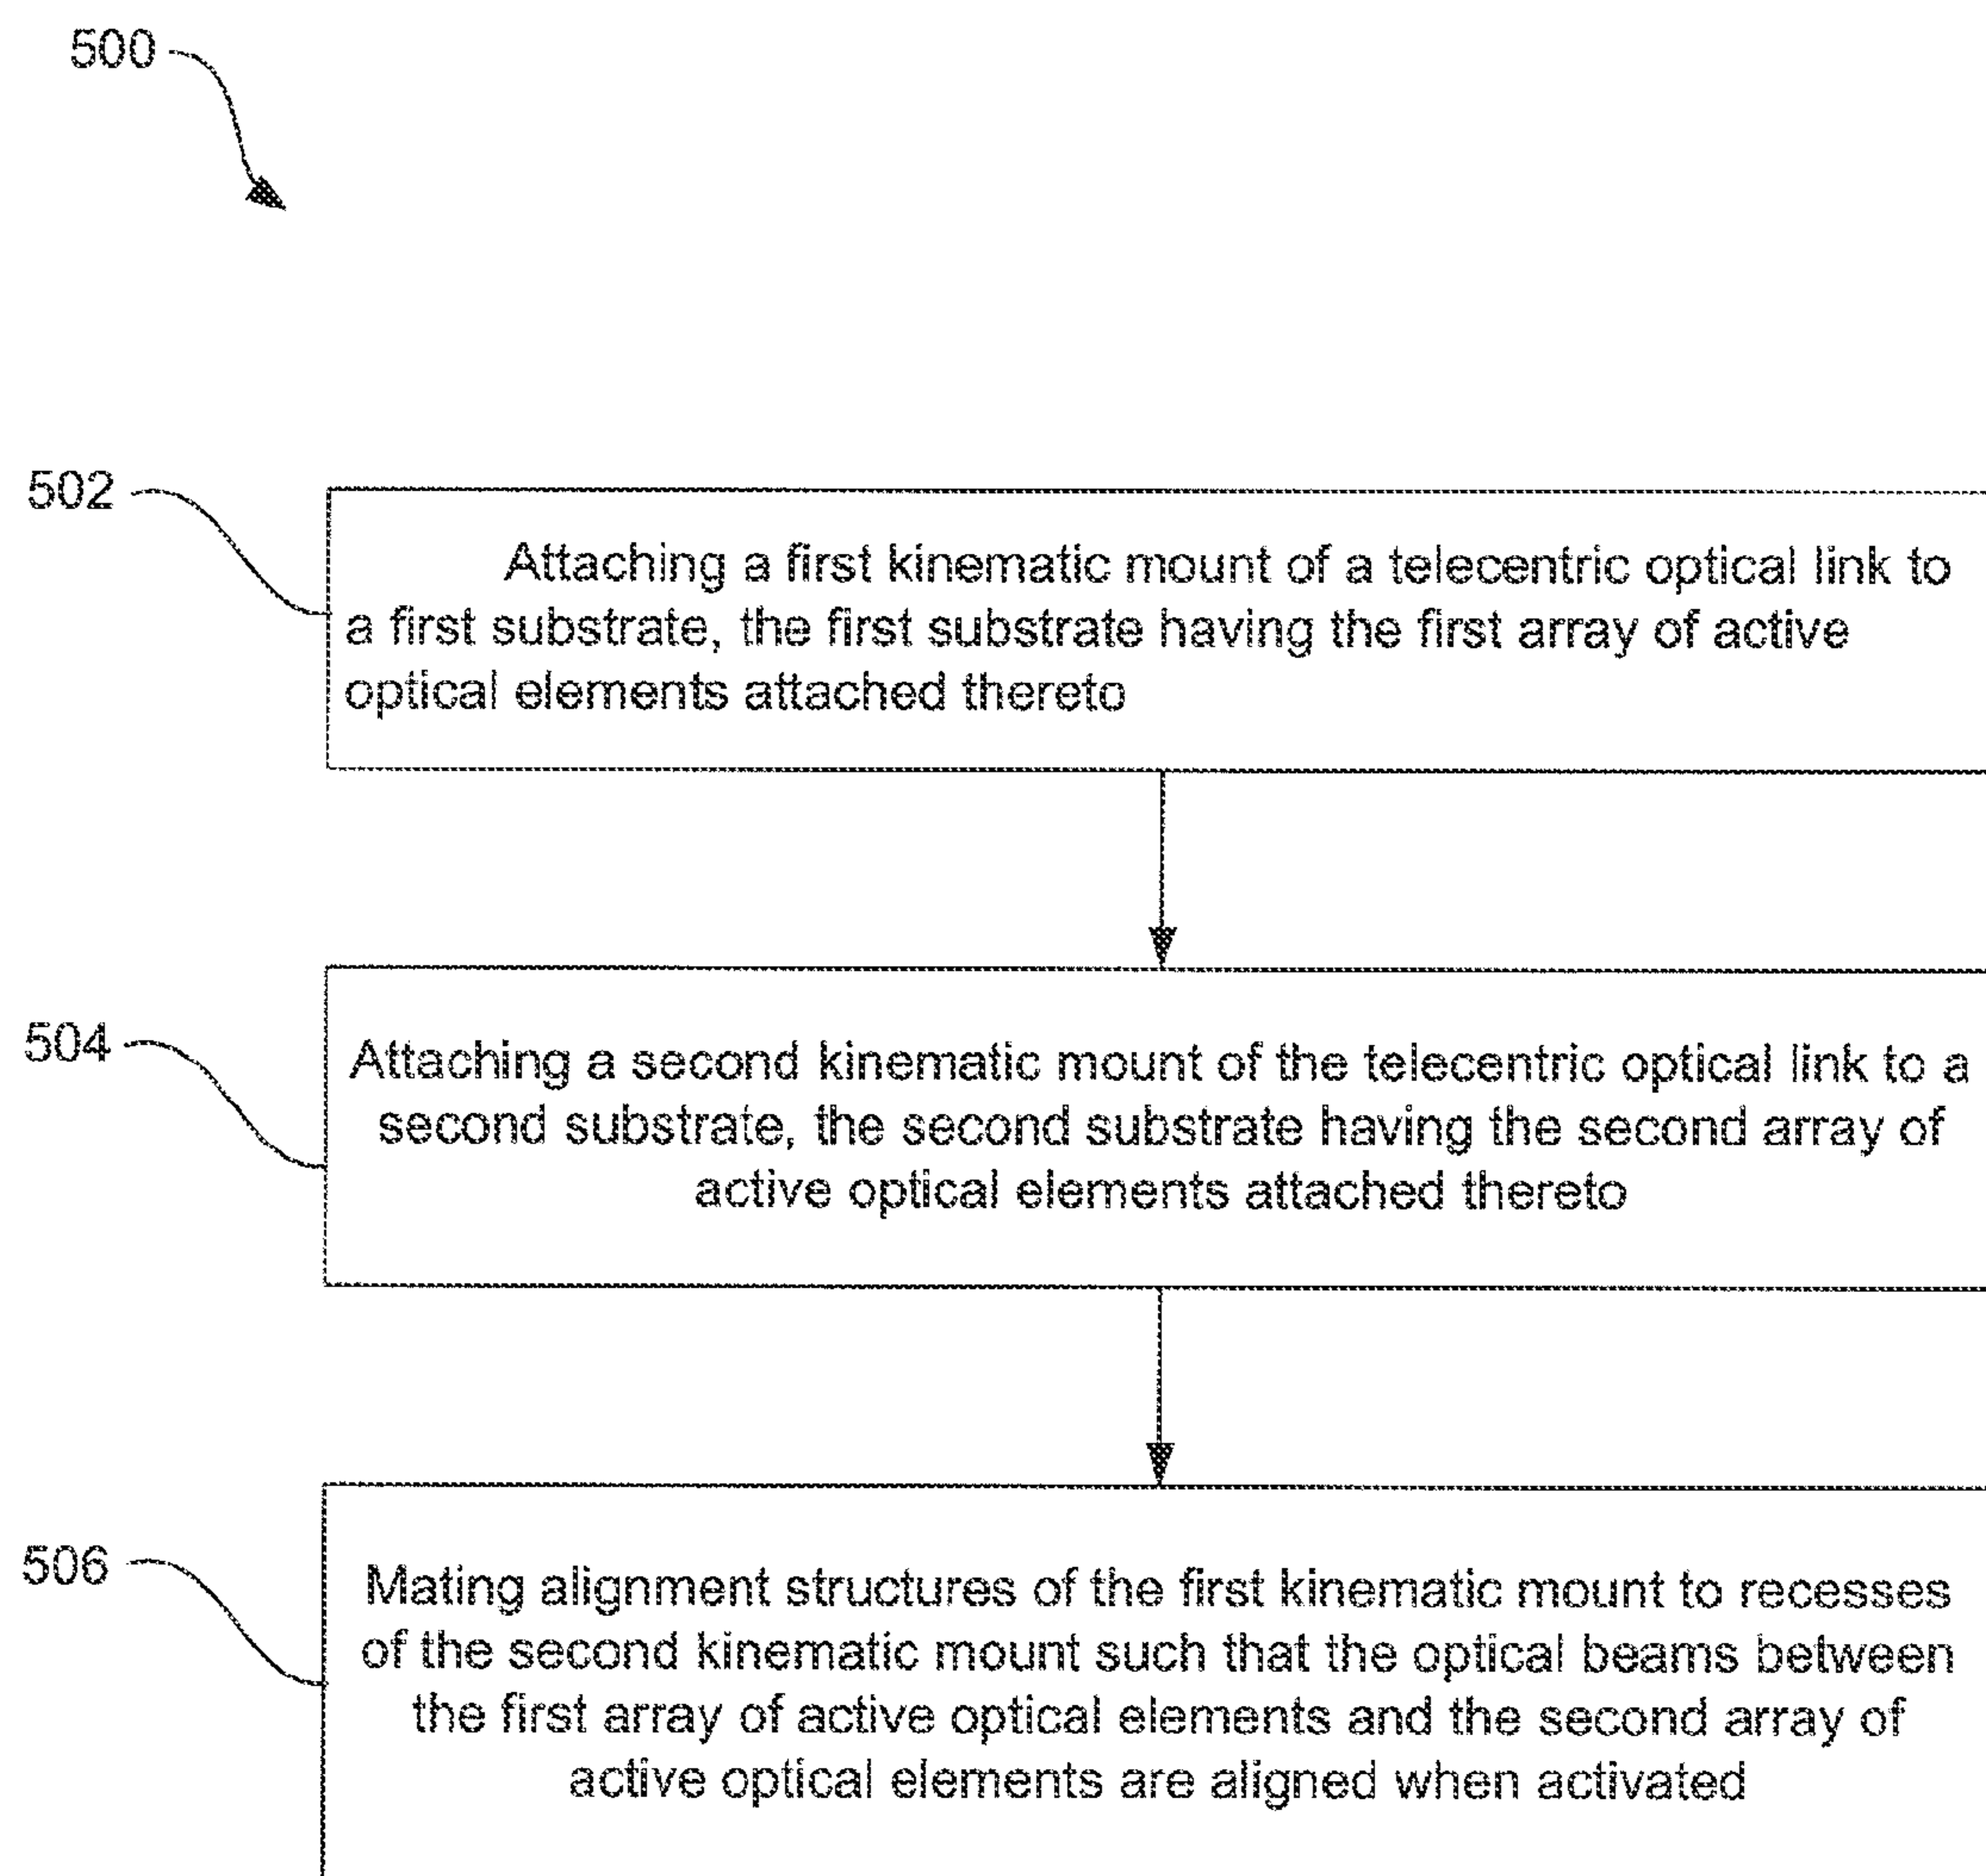 500
502
Attaching a first kinematic mount of a telecentric optical link to
a first substrate, the first substrate having the first array of active
optical elements attached thereto
504
Attaching a second kinematic mount of the telecentric optical link to a
second substrate, the second substrate having the second array of
active optical elements attached thereto
506
Mating alignment structures of the first kinematic mount to recesses
of the second kinematic mount such that the optical beams between
the first array of active optical elements and the second array of
active optical elements are aligned when activated